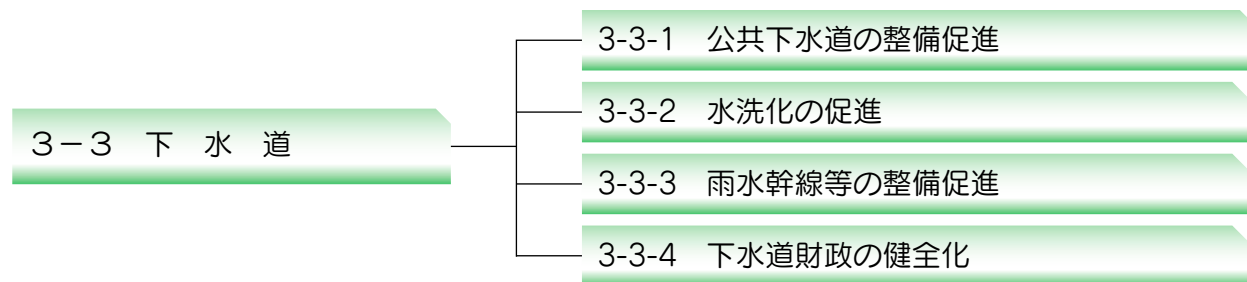 3-3-1 公共下水道の整備促進
3-3-2 水洗化の促進
3−3 下 水 道
3-3-3 雨水幹線等の整備促進
3-3-4 下水道財政の健全化